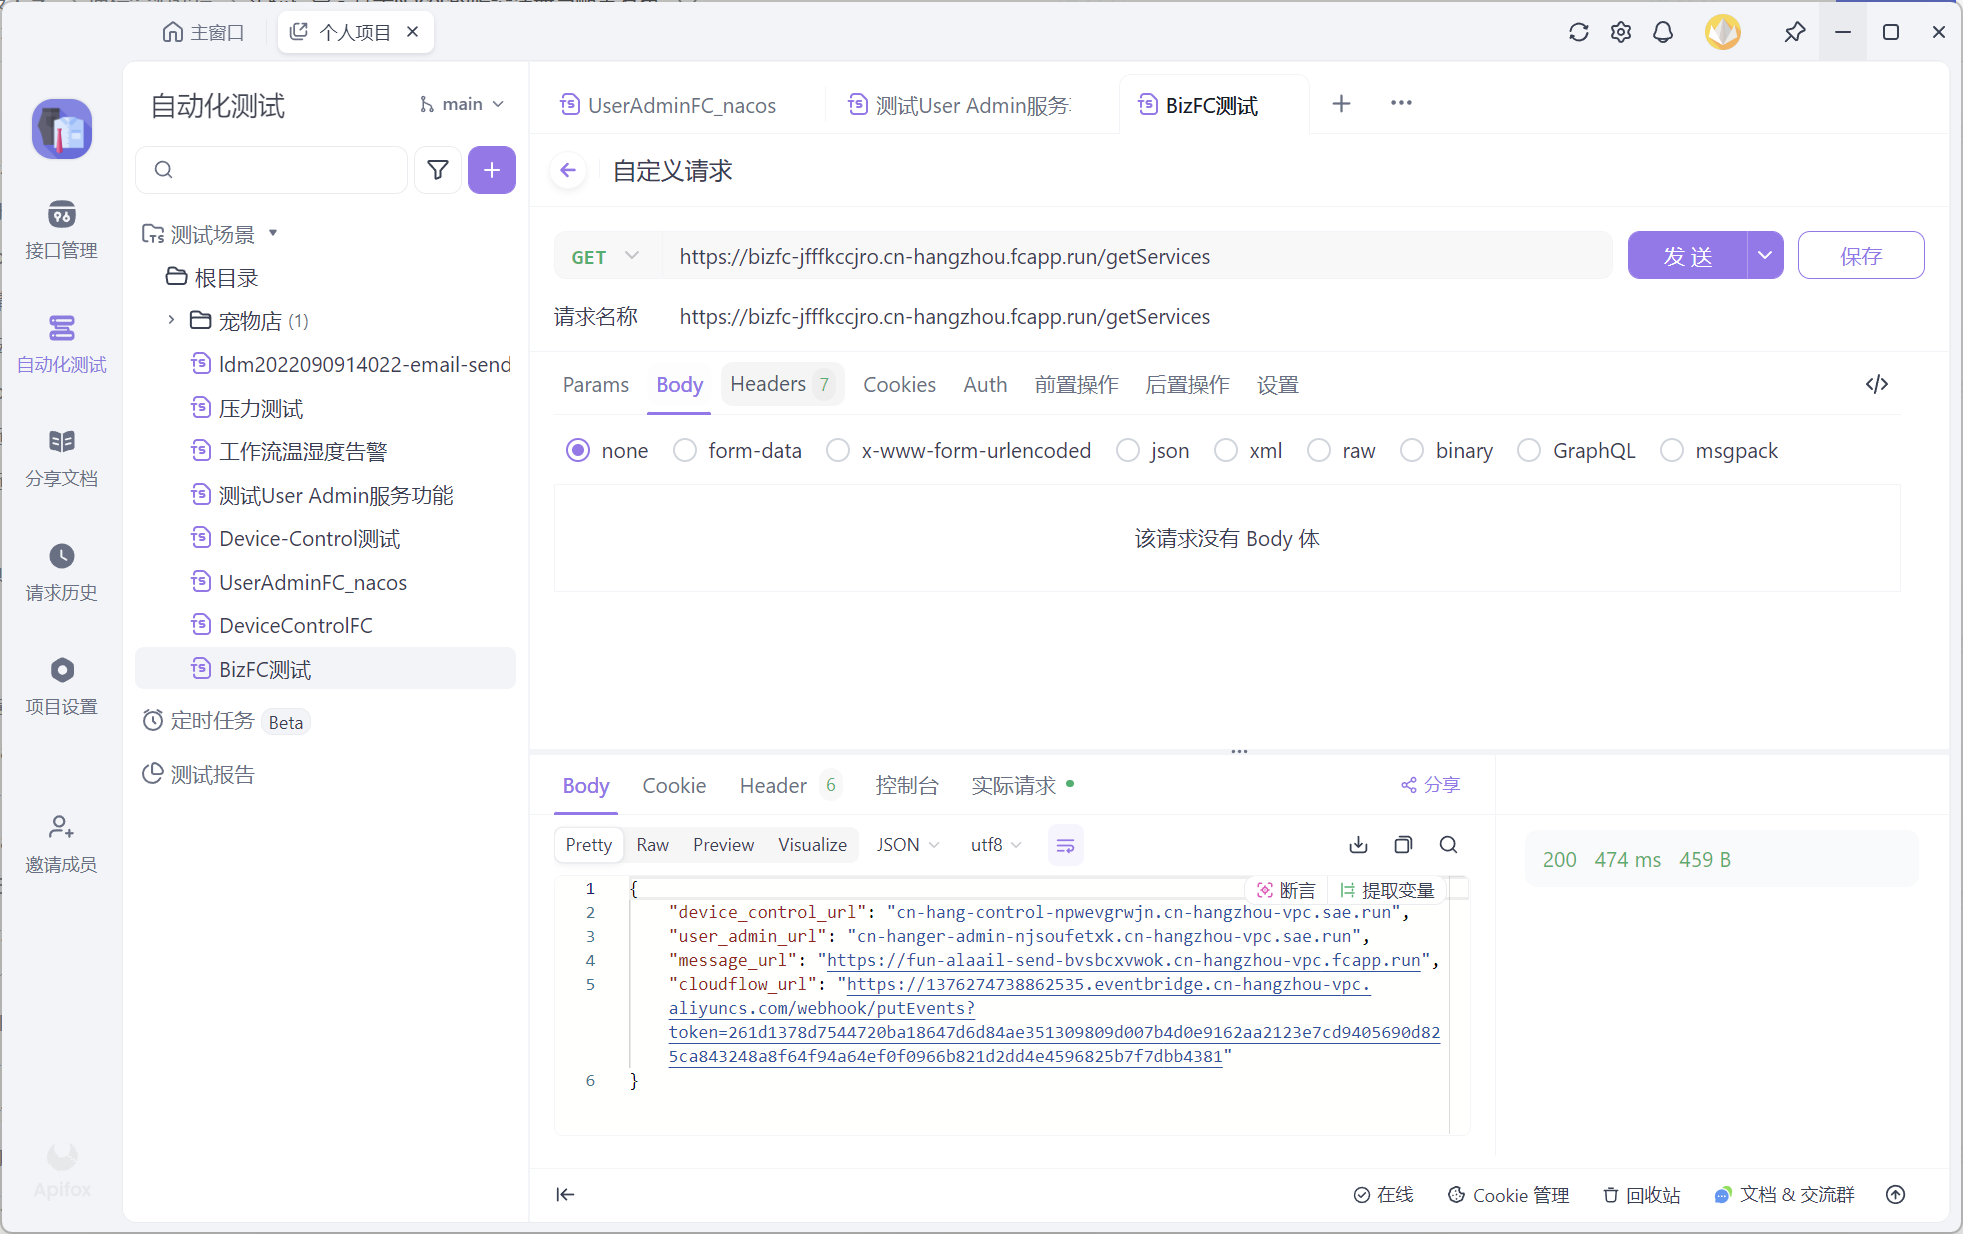 主窗口
个人项目
自动化测试
main
UserAdminFC_nacos
测试User Admin服务
BizFC测试
自定义请求
接口管理
自动化测试
分享文档
请求历史
项目设置
邀请成员
Apifox
测试场景
根目录
宠物店 (1)
ldm2022090914022-email-send
压力测试
工作流温湿度告警
测试User Admin服务功能
Device-Control测试
UserAdminFC_nacos
DeviceControlFC
BizFC测试
定时任务 Beta
测试报告
GET https://bizfc-jfffkccjro.cn-hangzhou.fcapp.run/getServices
发 送
保存
请求名称 https://bizfc-jfffkccjro.cn-hangzhou.fcapp.run/getServices
Params Body Headers 7 Cookies Auth 前置操作 后置操作 设置
none form-data x-www-form-urlencoded json xml raw binary GraphQL msgpack
该请求没有 Body 体
Body Cookie Header 6 控制台 实际请求
分享
Pretty Raw Preview Visualize JSON utf8
200 474 ms 459 B
断言 提取变量
1 {
2 "device_control_url": "cn-hang-control-npwevgrwjn.cn-hangzhou-vpc.sae.run",
3 "user_admin_url": "cn-hanger-admin-njsoufetxk.cn-hangzhou-vpc.sae.run",
4 "message_url": "https://fun-alaail-send-bvsbcxvwok.cn-hangzhou-vpc.fcapp.run",
5 "cloudflow_url": "https://1376274738862535.eventbridge.cn-hangzhou-vpc.
aliyuncs.com/webhook/putEvents?
token=261d1378d7544720ba18647d6d84ae351309809d007b4d0e9162aa2123e7cd9405690d82
5ca843248a8f64f94a64ef0f0966b821d2dd4e4596825b7f7dbb4381"
6 }
在线
Cookie 管理
回收站
文档 & 交流群